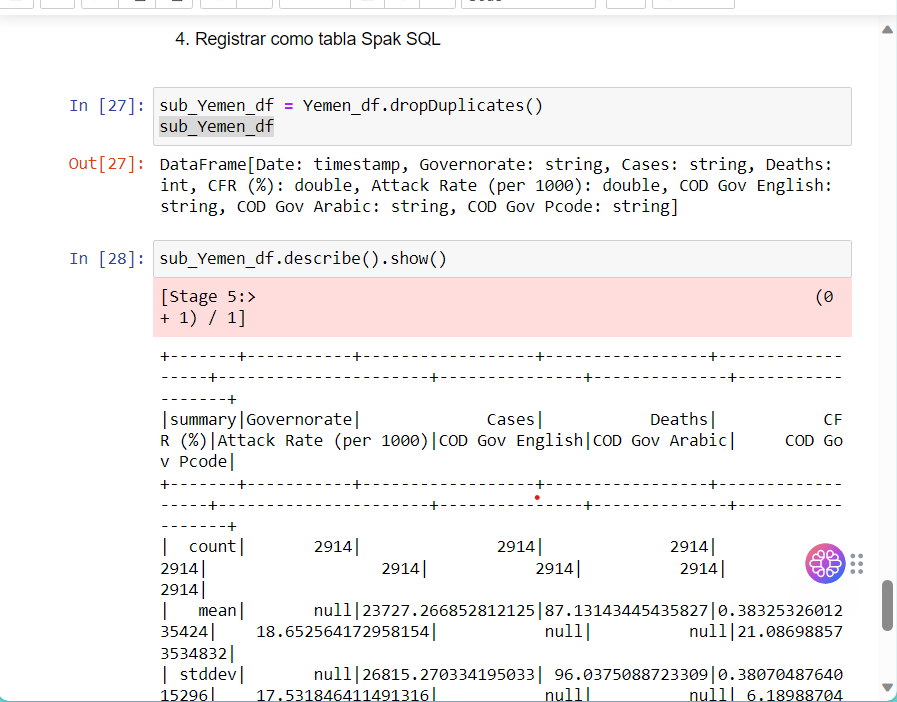 4. Registrar como tabla Spak SQL
In [27]: sub_Yemen_df = Yemen_df.dropDuplicates()
sub_Yemen_df
Out[27]: DataFrame[Date: timestamp, Governorate: string, Cases: string, Deaths:
int, CFR (%): double, Attack Rate (per 1000): double, COD Gov English:
string, COD Gov Arabic: string, COD Gov Pcode: string]
In [28]: sub_Yemen_df.describe().show()
[Stage 5:> (0
+ 1) / 1]
+-------+-----------+-------------------+------------------+-------------
-----+-----------------------+---------------+--------------+-----------
-------+
|summary|Governorate| Cases| Deaths| CF
R (%)|Attack Rate (per 1000)|COD Gov English|COD Gov Arabic| COD Go
v Pcode|
+-------+-----------+-------------------+------------------+-------------
-----+-----------------------+---------------+--------------+-----------
-------+
| count| 2914| 2914| 2914|
2914| 2914| 2914| 2914|
2914|
| mean| null|23727.266852812125|87.13143445435827|0.38325326012
35424| 18.652564172958154| null| null|21.08698857
3534832|
| stddev| null|26815.270334195033| 96.0375088723309|0.38070487640
15296| 17.531846411491316| null| null| 6.18988704